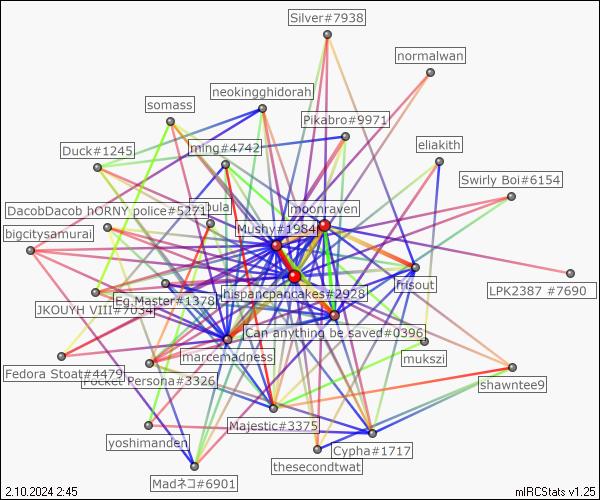 Silver#7938
normalwan
neokingghidorah
somass
Pikabro#9971
eliakith
ming#4742
Duck#1245
Swirly Boi#6154
moonraven
DacobDacob hORNY police#5271
Mushy#1984
bigcitysamurai
frisout
LPK2387 #7690
hispancpancakes#2928
Eg.Master#1378
JKOUYH VIII#7034
Can anything be saved#0396
marcemadness
mukszi
Fedora Stoat#4479
Pocket Persona#3326
shawntee9
Majestic#3375
yoshimanden
Cypha#1717
thesecondtwat
Madネコ#6901
2.10.2024 2:45
mIRCStats v1.25